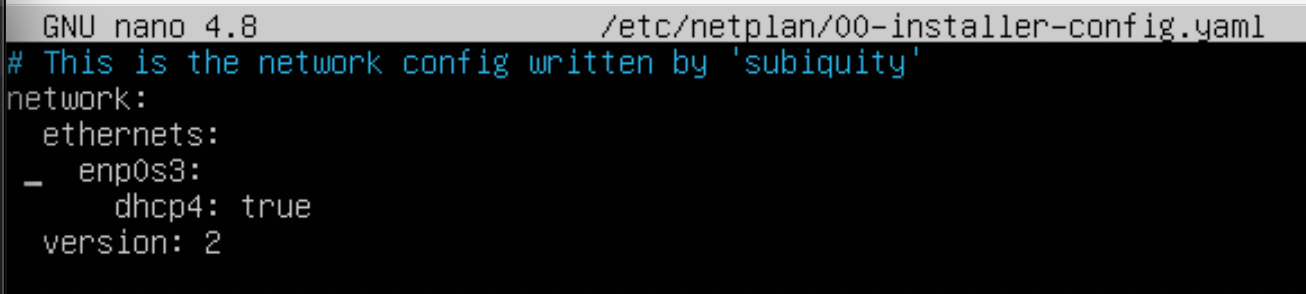 GNU nano 4.8 /etc/netplan/00-installer-config.yaml
# This is the network config written by 'subiquity'
network:
  ethernets:
    enp0s3:
      dhcp4: true
  version: 2